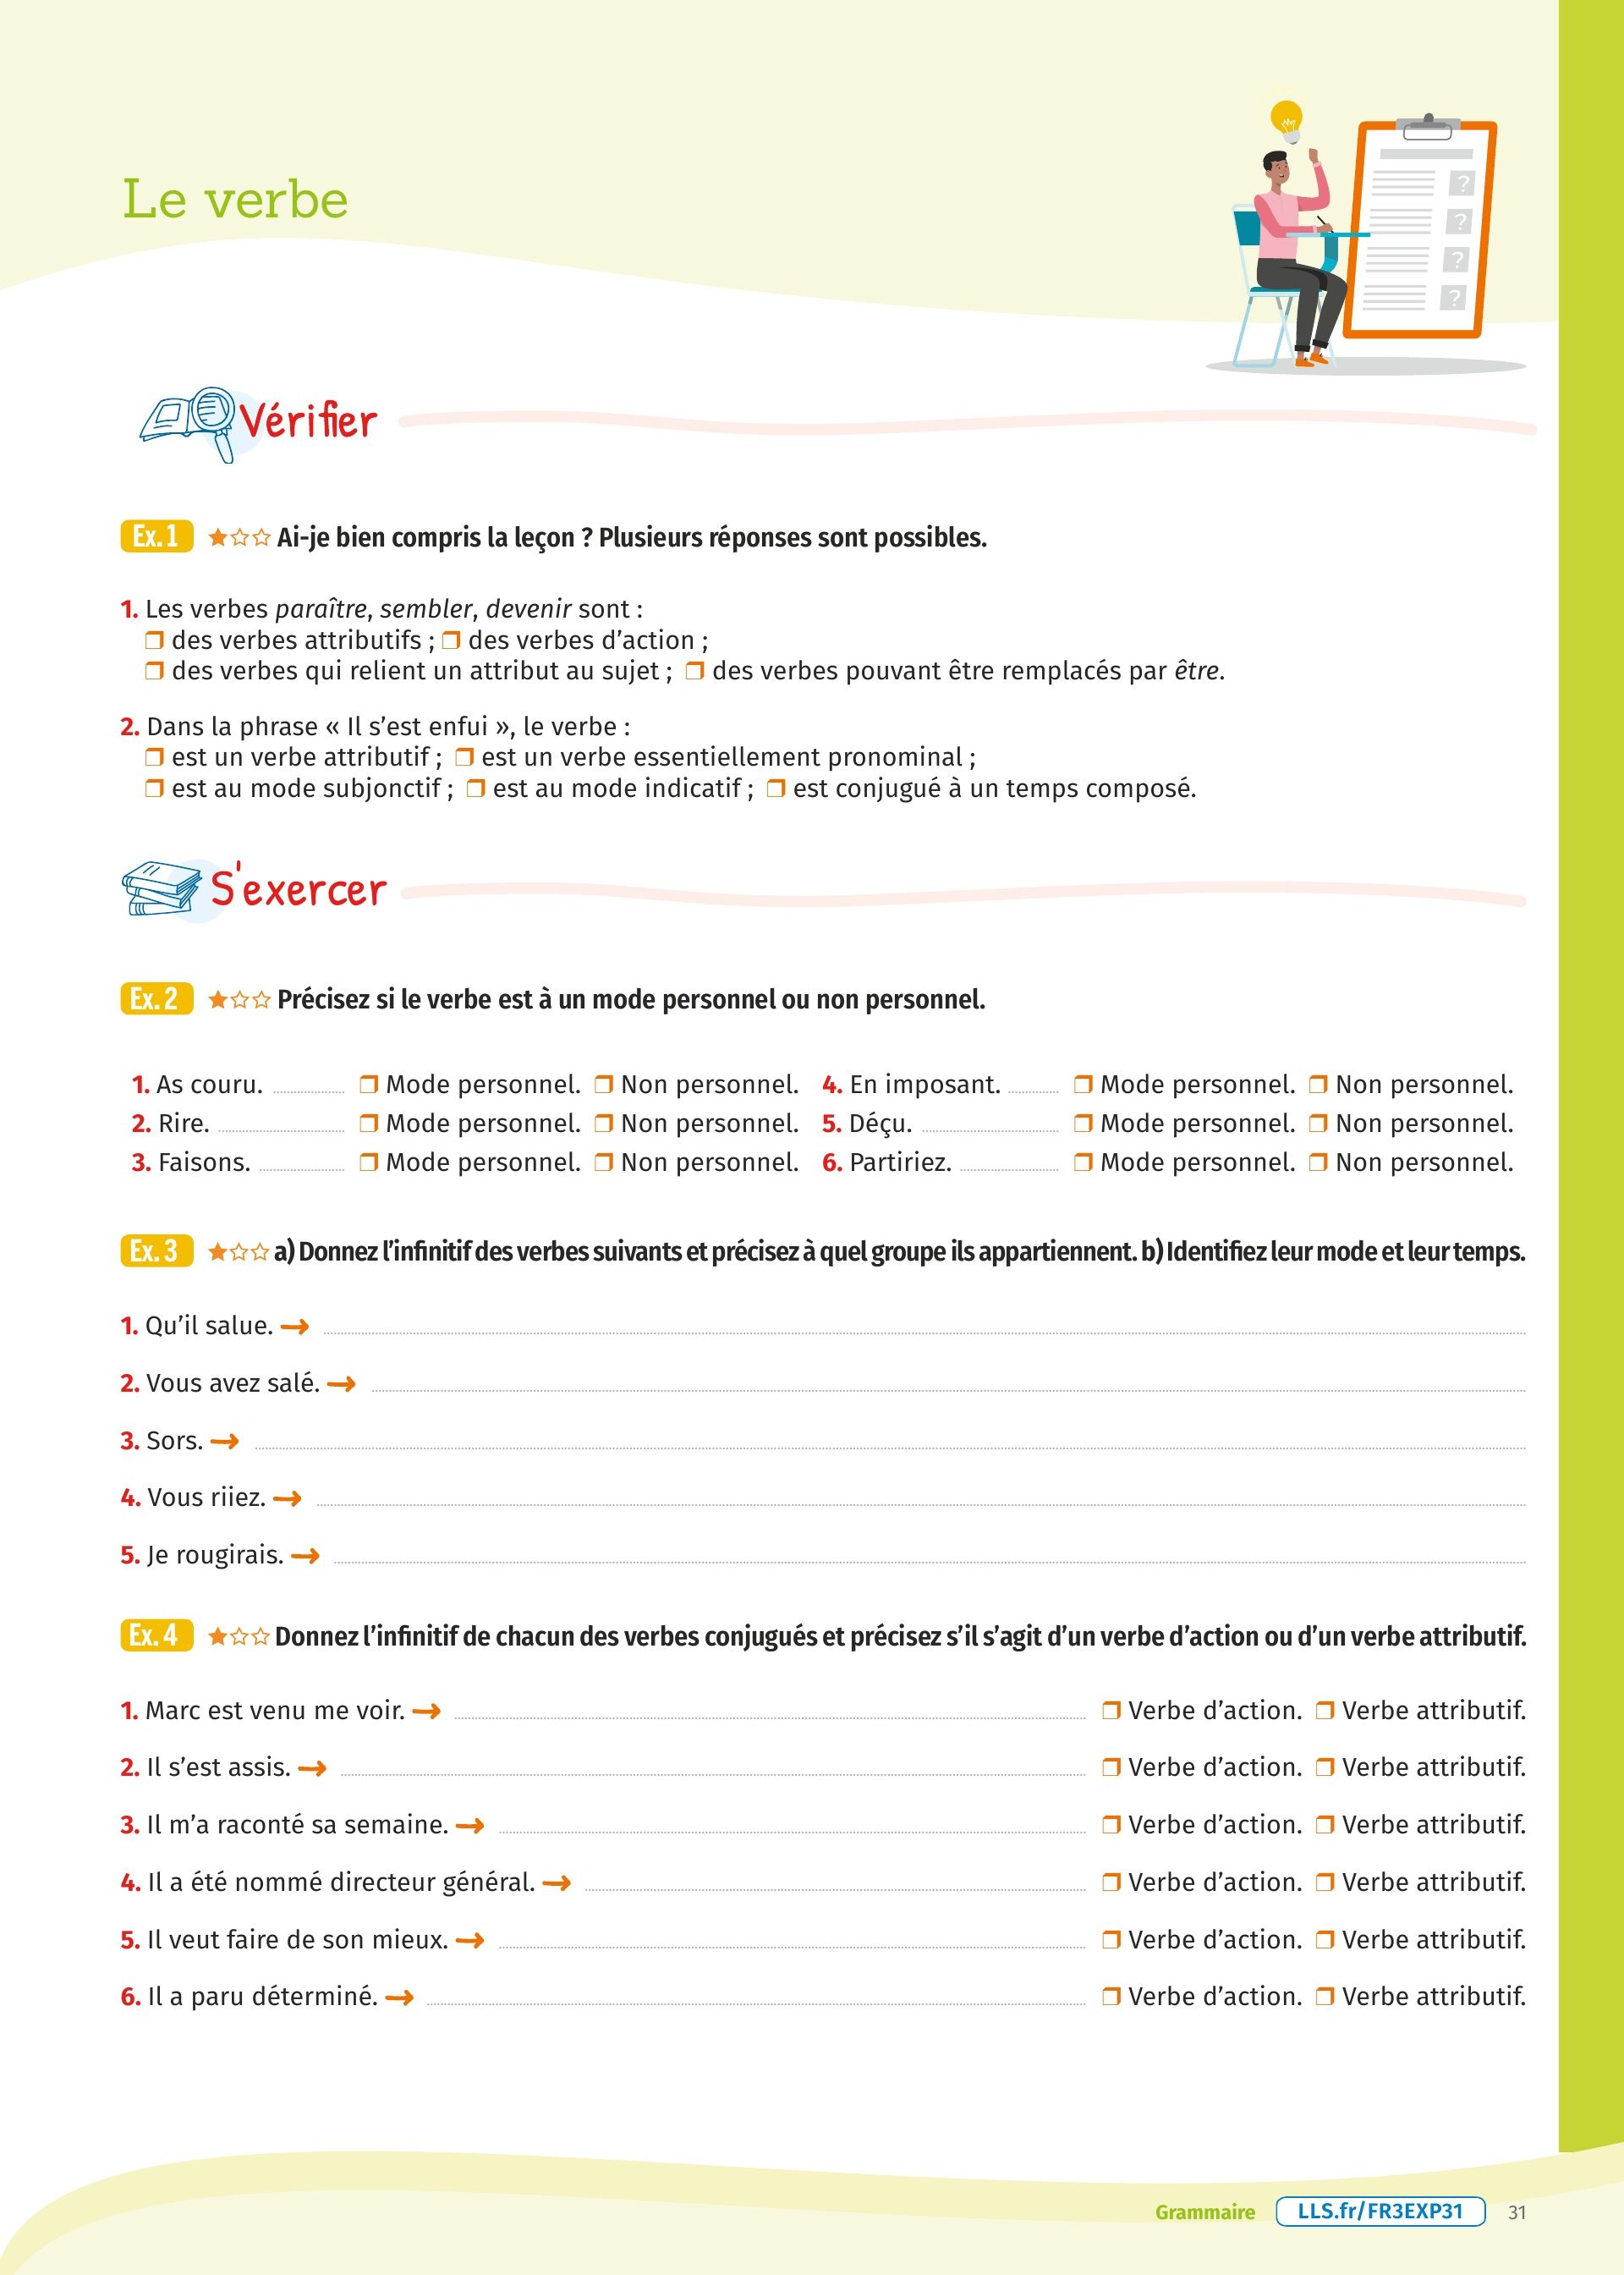 Le verbe
Vérifier
Ex. 1 ★☆☆ Ai-je bien compris la leçon ? Plusieurs réponses sont possibles.
1. Les verbes paraître, sembler, devenir sont :
❒ des verbes attributifs ; ❒ des verbes d’action ;
❒ des verbes qui relient un attribut au sujet ; ❒ des verbes pouvant être remplacés par être.
2. Dans la phrase « Il s’est enfui », le verbe :
❒ est un verbe attributif ; ❒ est un verbe essentiellement pronominal ;
❒ est au mode subjonctif ; ❒ est au mode indicatif ; ❒ est conjugué à un temps composé.
S'exercer
Ex. 2 ★☆☆ Précisez si le verbe est à un mode personnel ou non personnel.
1. As couru. ❒ Mode personnel. ❒ Non personnel. 4. En imposant. ❒ Mode personnel. ❒ Non personnel.
2. Rire. ❒ Mode personnel. ❒ Non personnel. 5. Déçu. ❒ Mode personnel. ❒ Non personnel.
3. Faisons. ❒ Mode personnel. ❒ Non personnel. 6. Partiriez. ❒ Mode personnel. ❒ Non personnel.
Ex. 3 ★☆☆ a) Donnez l’infinitif des verbes suivants et précisez à quel groupe ils appartiennent. b) Identifiez leur mode et leur temps.
1. Qu’il salue. →
2. Vous avez salé. →
3. Sors. →
4. Vous riiez. →
5. Je rougirais. →
Ex. 4 ★☆☆ Donnez l’infinitif de chacun des verbes conjugués et précisez s’il s’agit d’un verbe d’action ou d’un verbe attributif.
1. Marc est venu me voir. → ❒ Verbe d’action. ❒ Verbe attributif.
2. Il s’est assis. → ❒ Verbe d’action. ❒ Verbe attributif.
3. Il m’a raconté sa semaine. → ❒ Verbe d’action. ❒ Verbe attributif.
4. Il a été nommé directeur général. → ❒ Verbe d’action. ❒ Verbe attributif.
5. Il veut faire de son mieux. → ❒ Verbe d’action. ❒ Verbe attributif.
6. Il a paru déterminé. → ❒ Verbe d’action. ❒ Verbe attributif.
Grammaire LLS.fr/FR3EXP31 31